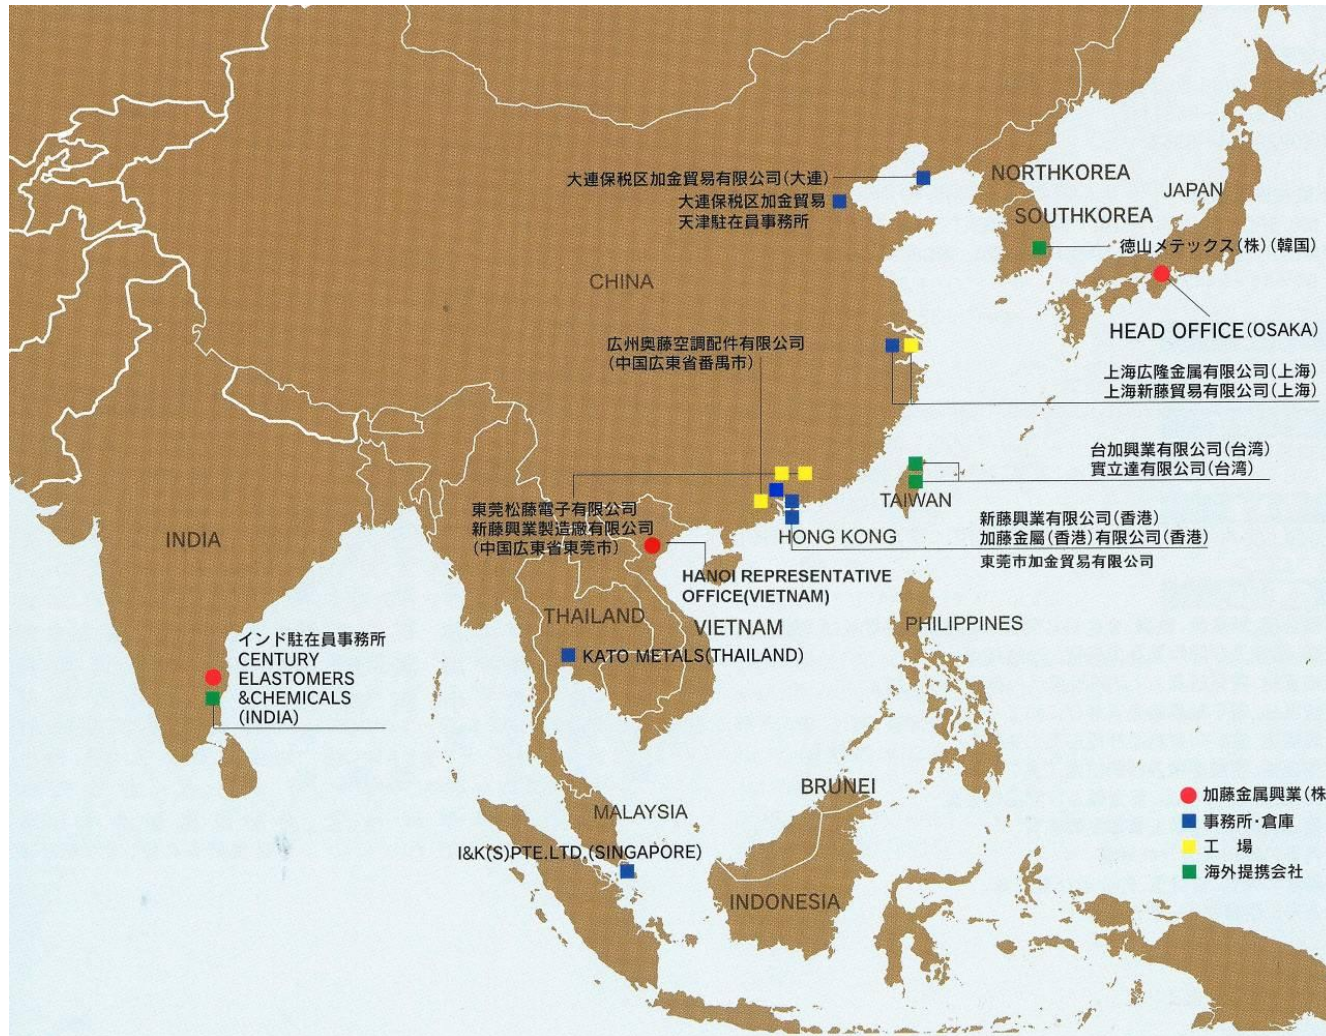 大連保税区加金貿易有限公司(大連)
大連保税区加金貿易
天津駐在員事務所
NORTHKOREA
JAPAN
SOUTHKOREA
徳山メテックス(株)(韓国)
CHINA
HEAD OFFICE(OSAKA)
広州奥藤空調配件有限公司
(中国広東省番禺市)
上海広隆金属有限公司(上海)
上海新藤貿易有限公司(上海)
台加興業有限公司(台湾)
實立達有限公司(台湾)
TAIWAN
東莞松藤電子有限公司
新藤興業製造廠有限公司
(中国広東省東莞市)
HONG KONG
新藤興業有限公司(香港)
加藤金屬(香港)有限公司(香港)
東莞市加金貿易有限公司
INDIA
HANOI REPRESENTATIVE
OFFICE(VIETNAM)
THAILAND
VIETNAM
PHILIPPINES
KATO METALS(THAILAND)
インド駐在員事務所
CENTURY
ELASTOMERS
&CHEMICALS
(INDIA)
BRUNEI
MALAYSIA
I&K(S)PTE.LTD,(SINGAPORE)
INDONESIA
加藤金属興業(株
事務所・倉庫
工 場
海外提携会社